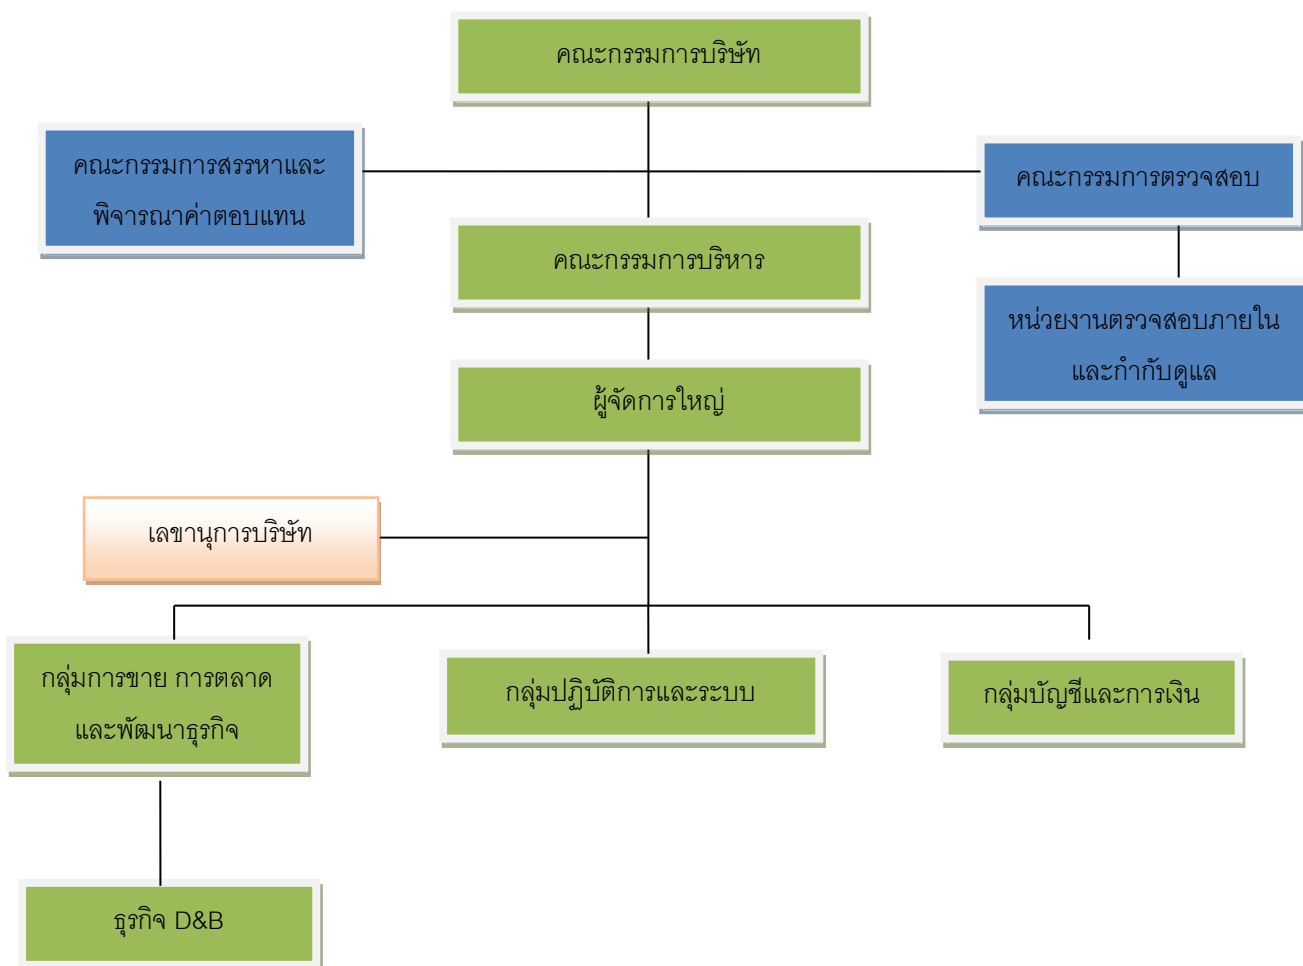 คณะกรรมการบริษัท
คณะกรรมการสรรหาและ
พิจารณาค่าตอบแทน
คณะกรรมการตรวจสอบ
คณะกรรมการบริหาร
หน่วยงานตรวจสอบภายใน
และกำกับดูแล
ผู้จัดการใหญ่
เลขานุการบริษัท
กลุ่มการขาย การตลาด
และพัฒนาธุรกิจ
กลุ่มปฏิบัติการและระบบ
กลุ่มบัญชีและการเงิน
ธุรกิจ D&B